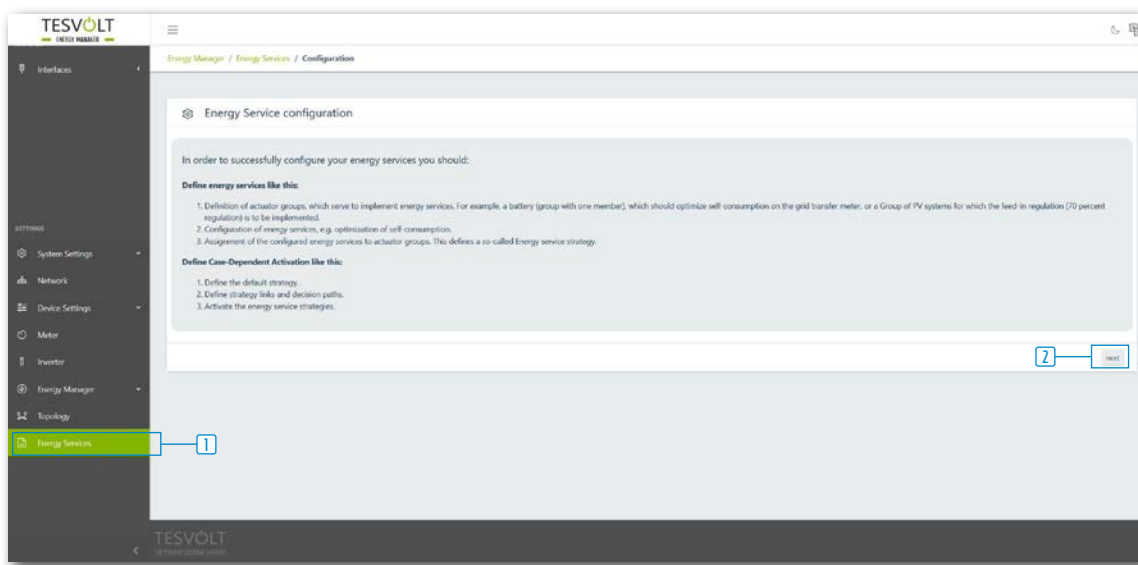 TESVOLT
ENERGY MANAGER
Energy Manager / Energy Services / Configuration
Interfaces
Energy Service configuration
In order to successfully configure your energy services you should:
Define energy services like this:
1. Definition of actuator groups, which serve to implement energy services. For example, a battery (group with one member), which should optimize self-consumption on the grid transfer meter, or a Group of PV systems for which the feed-in regulation (70 percent
regulation) is to be implemented.
2. Configuration of energy services, e.g. optimization of self-consumption.
3. Assignment of the configured energy services to actuator groups. This defines a so-called Energy service strategy.
Define Case-Dependent Activation like this:
1. Define the default strategy.
2. Define strategy links and decision paths.
3. Activate the energy service strategies.
2
next
SETTINGS
System Settings
Network
Device Settings
Meter
Inverter
Energy Manager
Topology
Energy Services
1
TESVOLT